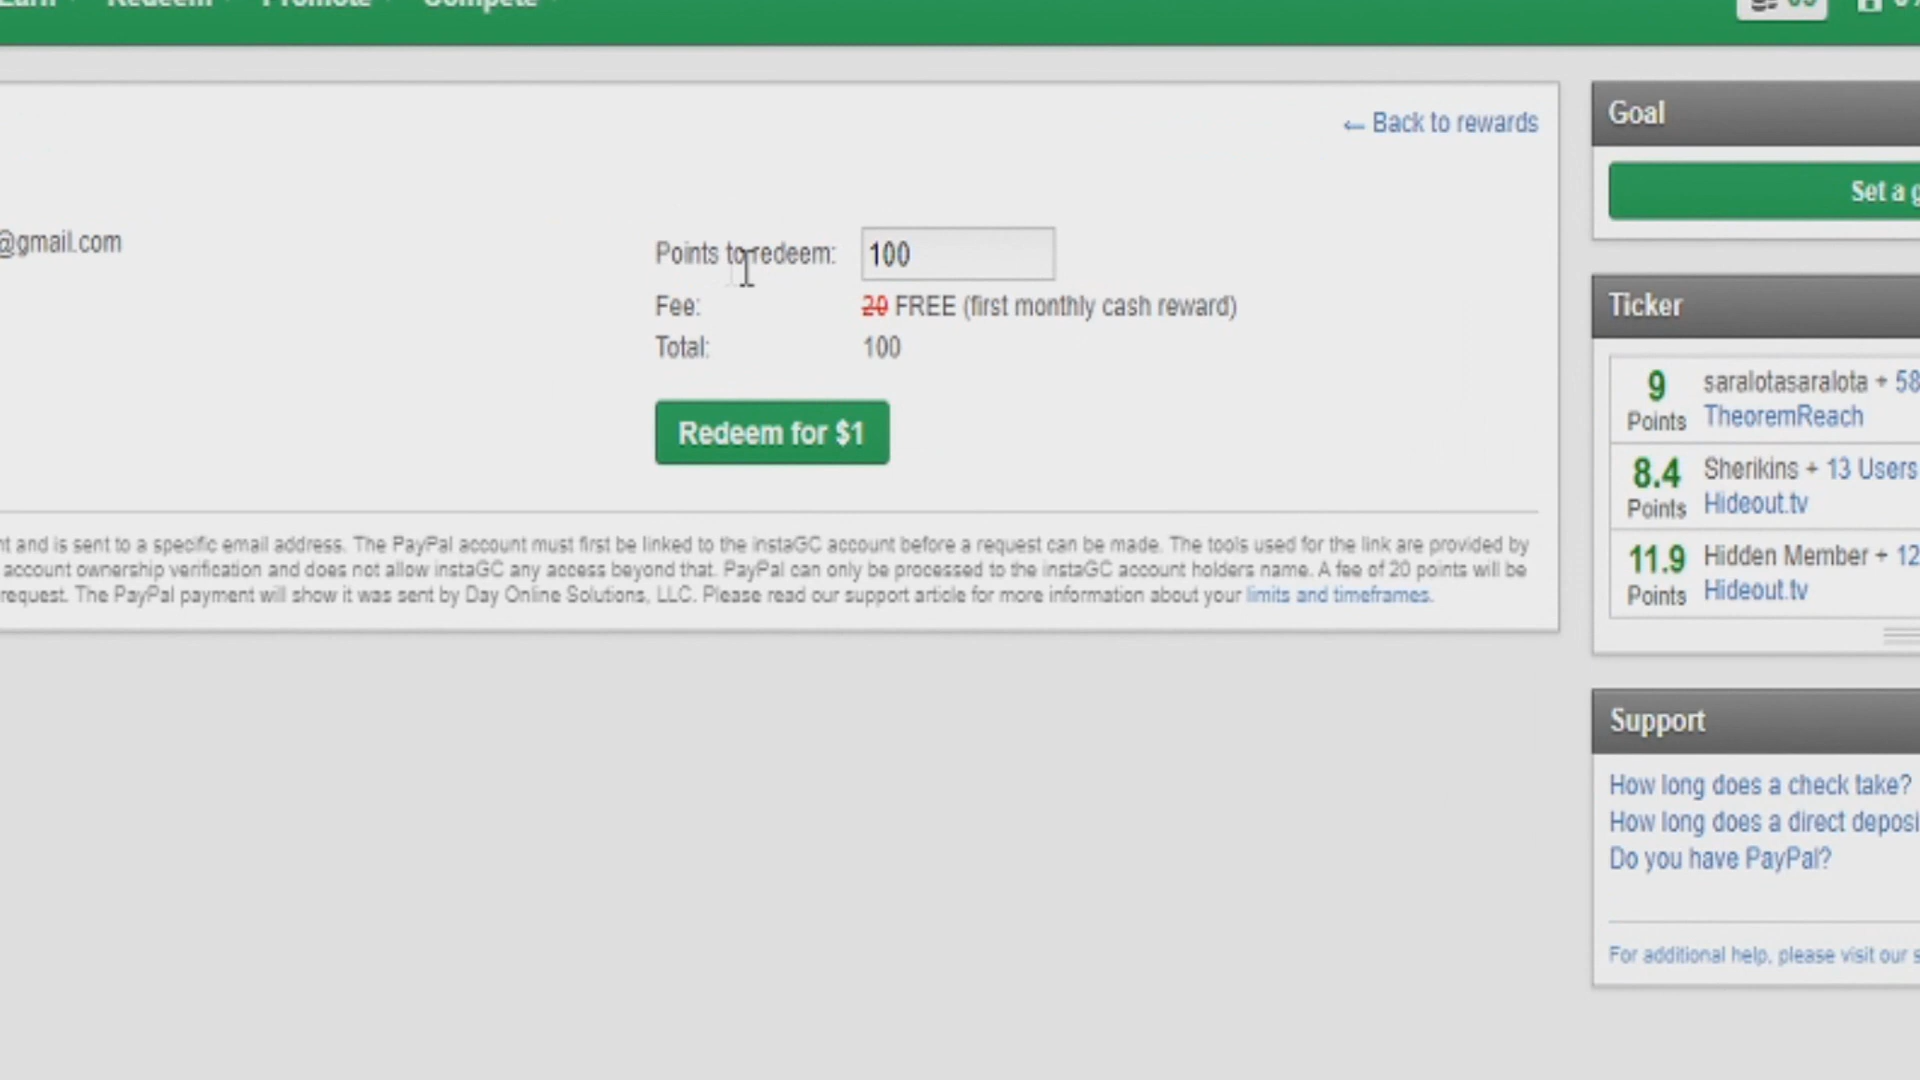 Redeem
Promote
Compete
← Back to rewards
@gmail.com
Points to redeem: 100
Fee: 20 FREE (first monthly cash reward)
Total: 100
Redeem for $1
nt and is sent to a specific email address. The PayPal account must first be linked to the instaGC account before a request can be made. The tools used for the link are provided by
account ownership verification and does not allow instaGC any access beyond that. PayPal can only be processed to the instaGC account holders name. A fee of 20 points will be
request. The PayPal payment will show it was sent by Day Online Solutions, LLC. Please read our support article for more information about your limits and timeframes.
Goal
Set a g
Ticker
9 Points saralotasaralota + 58
TheoremReach
8.4 Points Sherikins + 13 Users
Hideout.tv
11.9 Points Hidden Member + 12
Hideout.tv
Support
How long does a check take?
How long does a direct deposi
Do you have PayPal?
For additional help, please visit our s